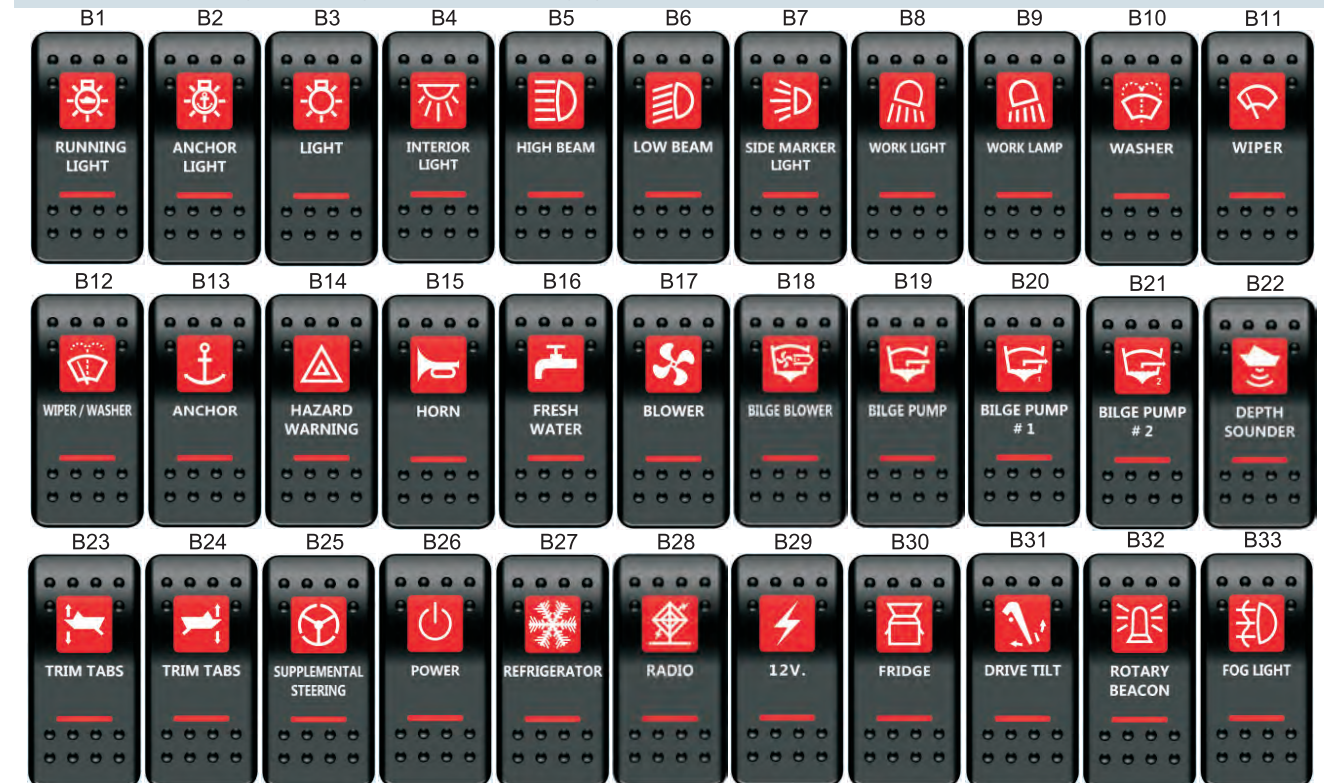 B1 B2 B3 B4 B5 B6 B7 B8 B9 B10 B11
RUNNING
LIGHT
ANCHOR
LIGHT
LIGHT
INTERIOR
LIGHT
HIGH BEAM
LOW BEAM
SIDE MARKER
LIGHT
WORK LIGHT
WORK LAMP
WASHER
WIPER
B12 B13 B14 B15 B16 B17 B18 B19 B20 B21 B22
WIPER / WASHER
ANCHOR
HAZARD
WARNING
HORN
FRESH
WATER
BLOWER
BILGE BLOWER
BILGE PUMP
1
BILGE PUMP
# 1
2
BILGE PUMP
# 2
DEPTH
SOUNDER
B23 B24 B25 B26 B27 B28 B29 B30 B31 B32 B33
TRIM TABS
TRIM TABS
SUPPLEMENTAL
STEERING
POWER
REFRIGERATOR
RADIO
12V.
FRIDGE
DRIVE TILT
ROTARY
BEACON
FOG LIGHT